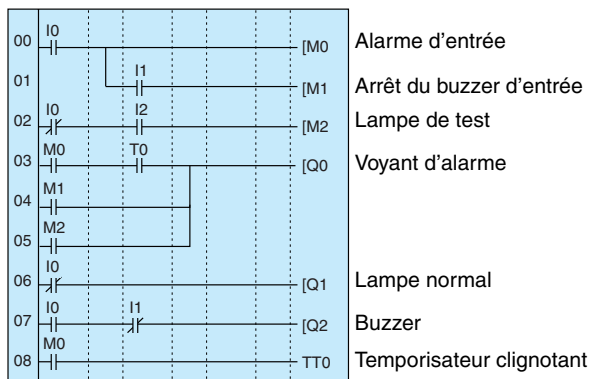 I0
00 [M0 Alarme d'entrée
I1
01 [M1 Arrêt du buzzer d'entrée
I0 I2
02 [M2 Lampe de test
M0 T0
03 [Q0 Voyant d'alarme
M1
04
M2
05
I0
06 [Q1 Lampe normal
I0 I1
07 [Q2 Buzzer
M0
08 TT0 Temporisateur clignotant